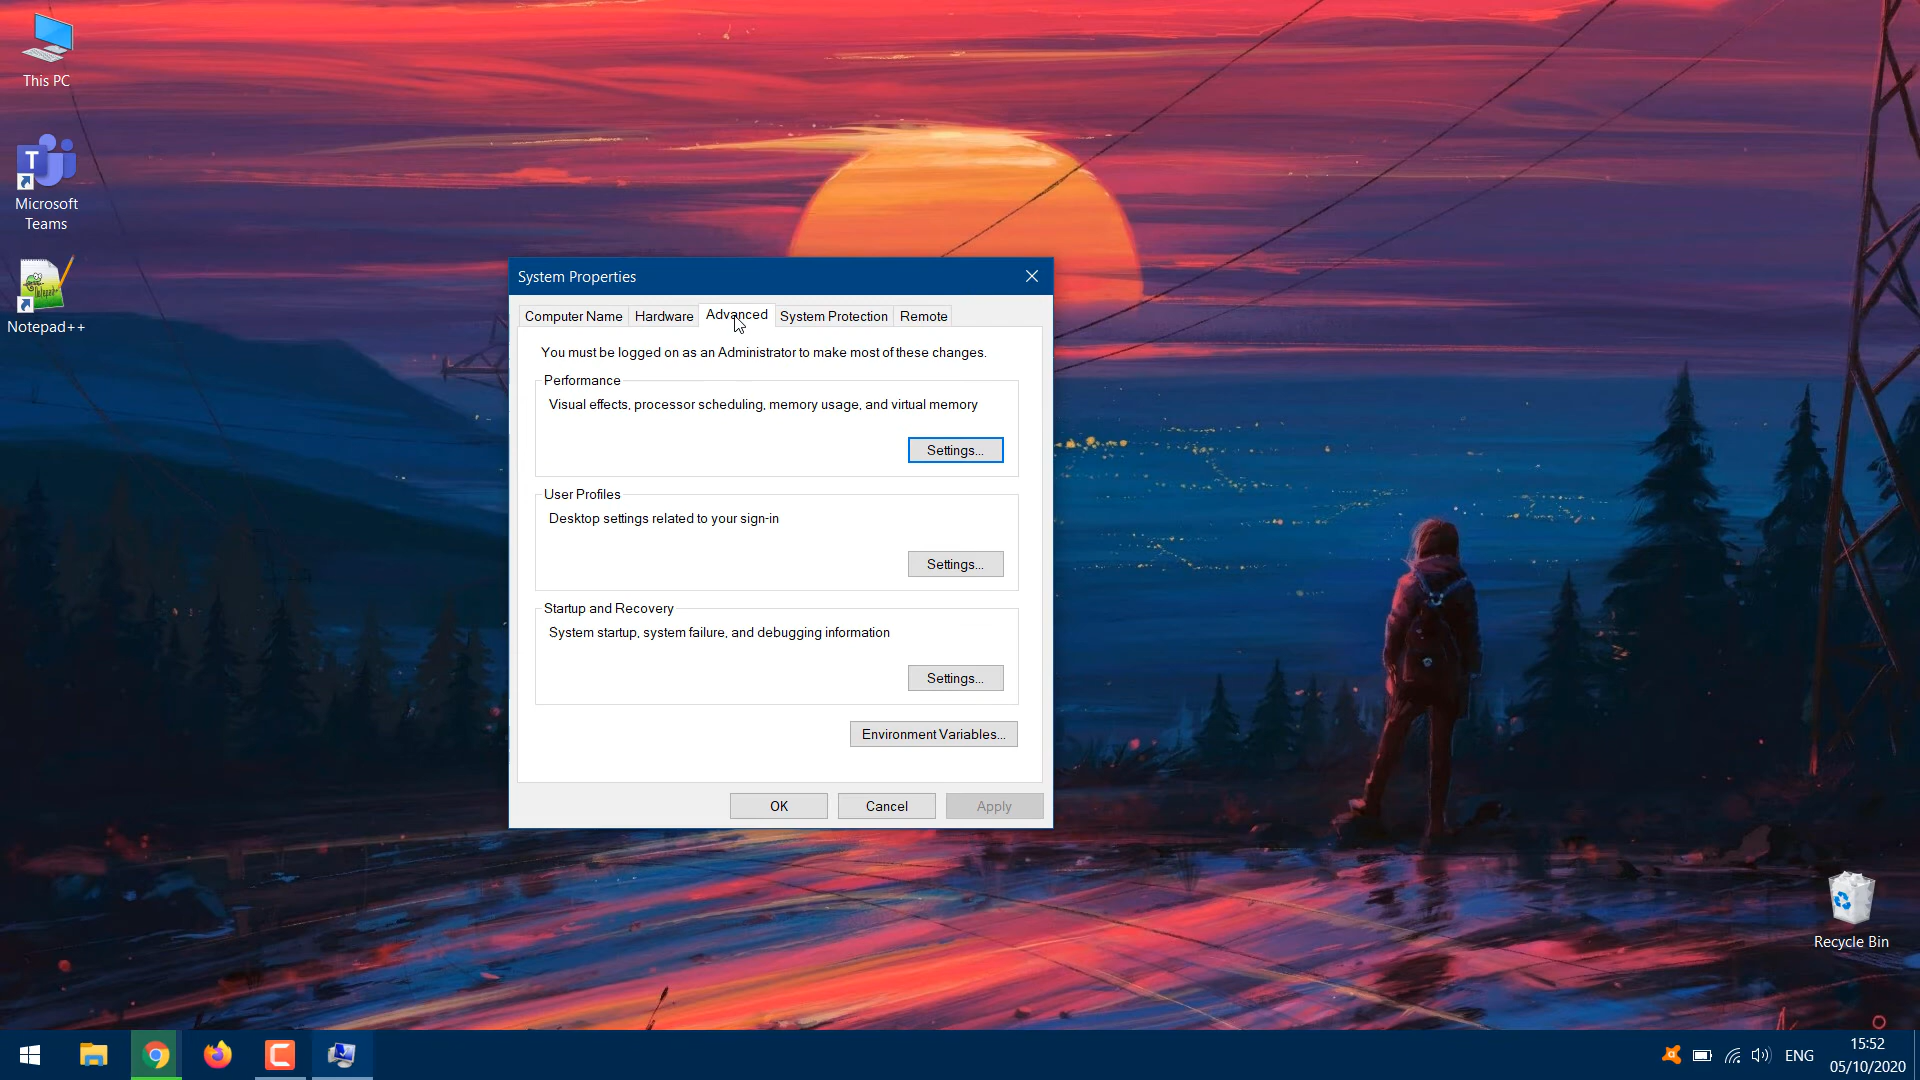 This PC
Microsoft
Teams
Notepad++
System Properties
Computer Name
Hardware
Advanced
System Protection
Remote
You must be logged on as an Administrator to make most of these changes.
Performance
Visual effects, processor scheduling, memory usage, and virtual memory
Settings...
User Profiles
Desktop settings related to your sign-in
Settings...
Startup and Recovery
System startup, system failure, and debugging information
Settings...
Environment Variables...
OK
Cancel
Apply
Recycle Bin
ENG
15:52
05/10/2020